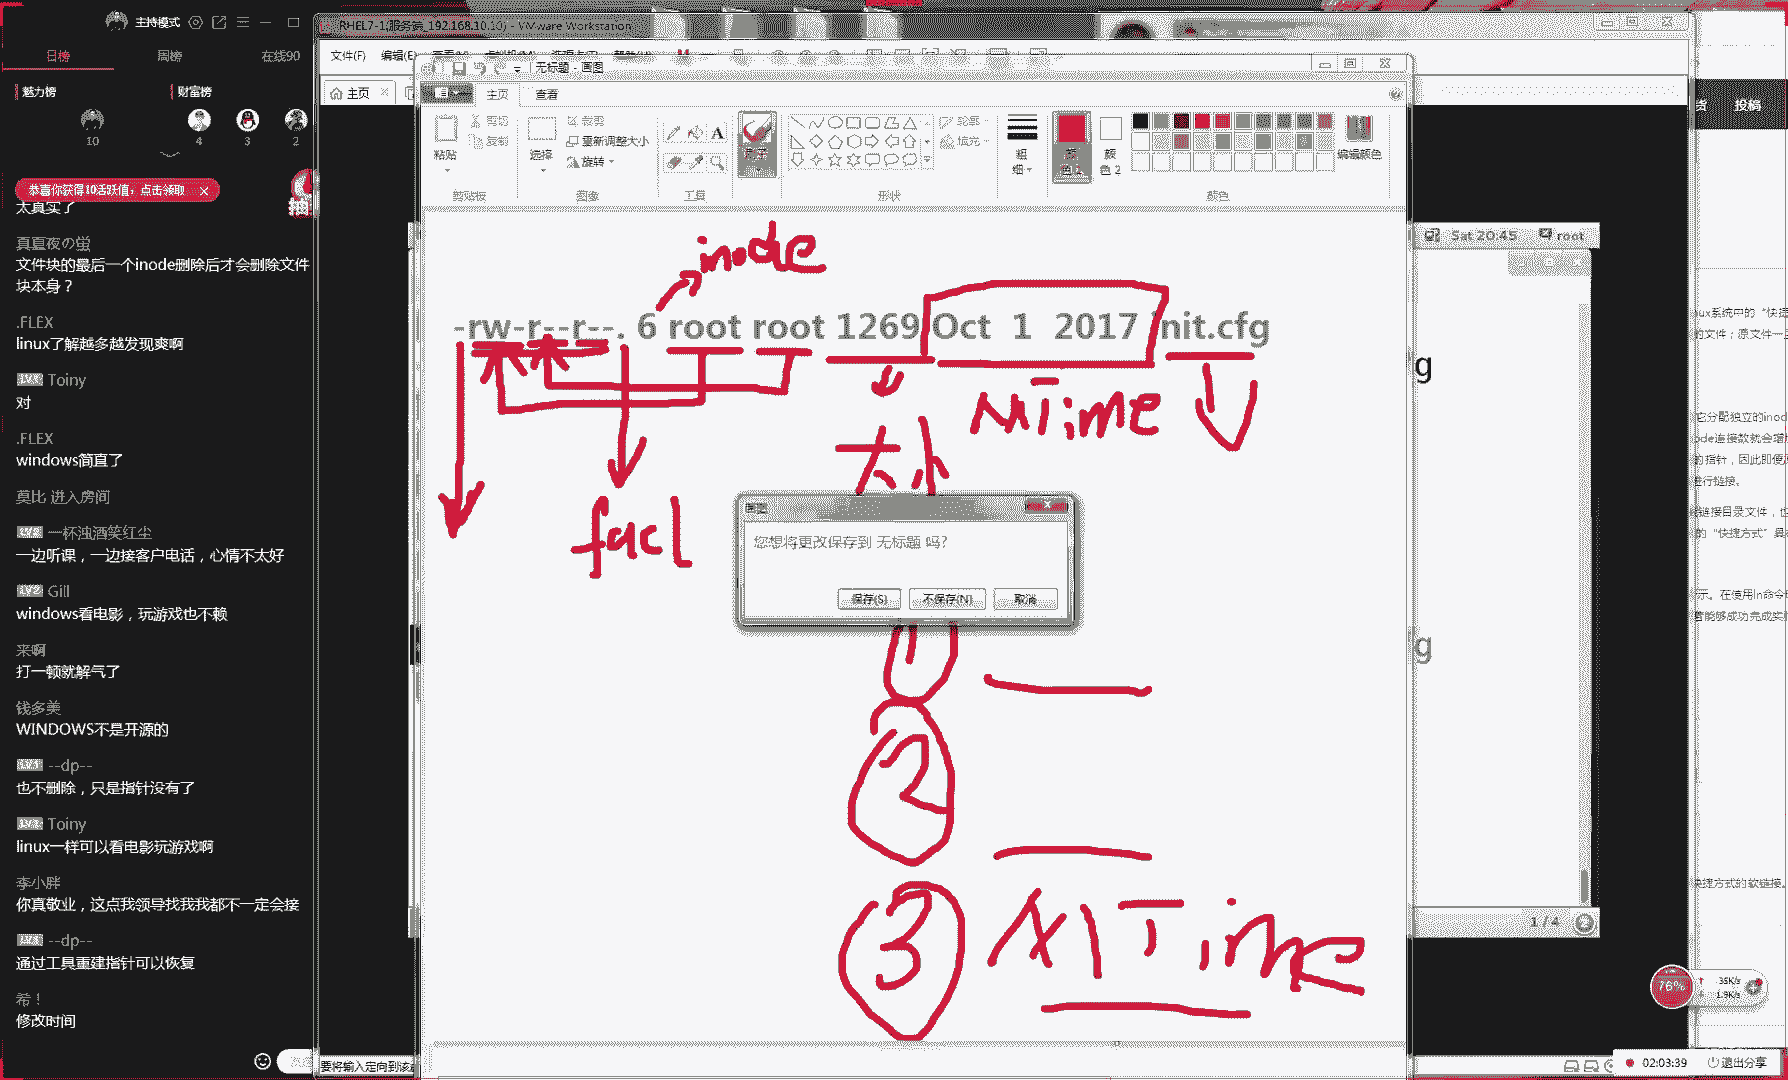 主持模式
日榜 周榜 在线90
魅力榜 财富榜
10 4 3 2
恭喜你获得10活跃值，点击领取
太真实了
真夏夜の蛍
文件块的最后一个inode删除后才会删除文件
块本身？
.FLEX
linux了解越多越发现爽啊
Toiny
对
.FLEX
windows简直了
莫比 进入房间
一杯浊酒笑红尘
一边听课，一边接客户电话，心情不太好
Gill
windows看电影，玩游戏也不赖
来啊
打一顿就解气了
钱多美
WINDOWS不是开源的
--dp--
也不删除，只是指针没有了
Toiny
linux一样可以看电影玩游戏啊
李小胖
你真敬业，这点我领导找我我都不一定会接
--dp--
通过工具重建指针可以恢复
希！
修改时间
RHEL7-1(服务端_192.168.10.10) - VMware Workstation
文件(F) 编辑(E)
主页
无标题 - 画图
主页 查看
粘贴 剪切 复制
剪贴板
选择 裁剪 重新调整大小 旋转
图像
工具
形状
轮廓 填充
粗细
颜色1 颜色2
编辑颜色
颜色
inode
-rw-r--r--. 6 root root 1269 Oct 1 2017 init.cfg
MTime
大小
facl
您想将更改保存到 无标题 吗?
保存(S) 不保存(N) 取消
1
2
3 MTime
Sat 20:45 root
1 / 4
投稿
76% 35K/s
1.9K/s
要将输入定向到该
02:03:39 退出分享